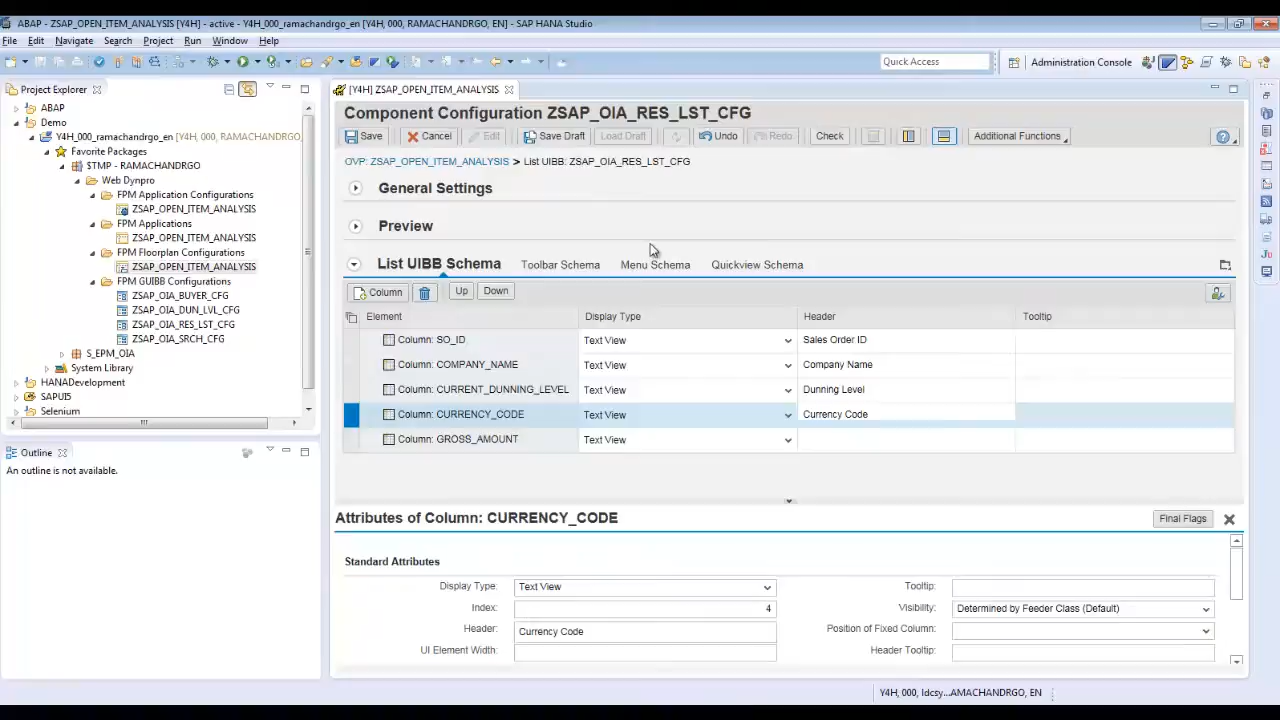 ABAP - ZSAP_OPEN_ITEM_ANALYSIS [Y4H] - active - Y4H_000_ramachandrgo_en [Y4H, 000, RAMACHANDRGO, EN] - SAP HANA Studio
File Edit Navigate Search Project Run Window Help
Quick Access
Administration Console
Project Explorer
[Y4H] ZSAP_OPEN_ITEM_ANALYSIS
ABAP
Demo
Y4H_000_ramachandrgo_en [Y4H, 000, RAMACHANDRGO,
Favorite Packages
$TMP - RAMACHANDRGO
Web Dynpro
FPM Application Configurations
ZSAP_OPEN_ITEM_ANALYSIS
FPM Applications
ZSAP_OPEN_ITEM_ANALYSIS
FPM Floorplan Configurations
ZSAP_OPEN_ITEM_ANALYSIS
FPM GUIBB Configurations
ZSAP_OIA_BUYER_CFG
ZSAP_OIA_DUN_LVL_CFG
ZSAP_OIA_RES_LST_CFG
ZSAP_OIA_SRCH_CFG
S_EPM_OIA
System Library
HANADevelopment
SAPUI5
Selenium
Outline
An outline is not available.
Component Configuration ZSAP_OIA_RES_LST_CFG
Save Cancel Edit Save Draft Load Draft Undo Redo Check Additional Functions
OVP: ZSAP_OPEN_ITEM_ANALYSIS > List UIBB: ZSAP_OIA_RES_LST_CFG
General Settings
Preview
List UIBB Schema Toolbar Schema Menu Schema Quickview Schema
Column Up Down
Element Display Type Header Tooltip
Column: SO_ID Text View Sales Order ID
Column: COMPANY_NAME Text View Company Name
Column: CURRENT_DUNNING_LEVEL Text View Dunning Level
Column: CURRENCY_CODE Text View Currency Code
Column: GROSS_AMOUNT Text View
Attributes of Column: CURRENCY_CODE
Final Flags
Standard Attributes
Display Type: Text View Tooltip:
Index: 4 Visibility: Determined by Feeder Class (Default)
Header: Currency Code Position of Fixed Column:
UI Element Width: Header Tooltip:
Y4H, 000, ldcsy...AMACHANDRGO, EN